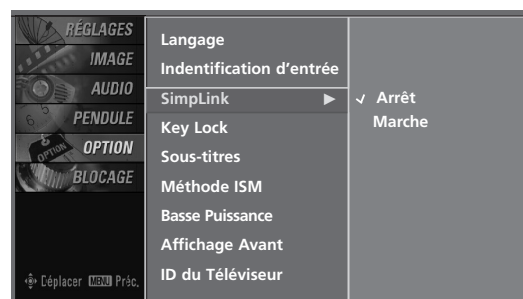 RÉGLAGES
IMAGE
AUDIO
PENDULE
OPTION
BLOCAGE
Déplacer MENU Préc.
Langage
Indentification d'entrée
SimpLink ▶
Key Lock
Sous-titres
Méthode ISM
Basse Puissance
Affichage Avant
ID du Téléviseur
✓ Arrêt
Marche